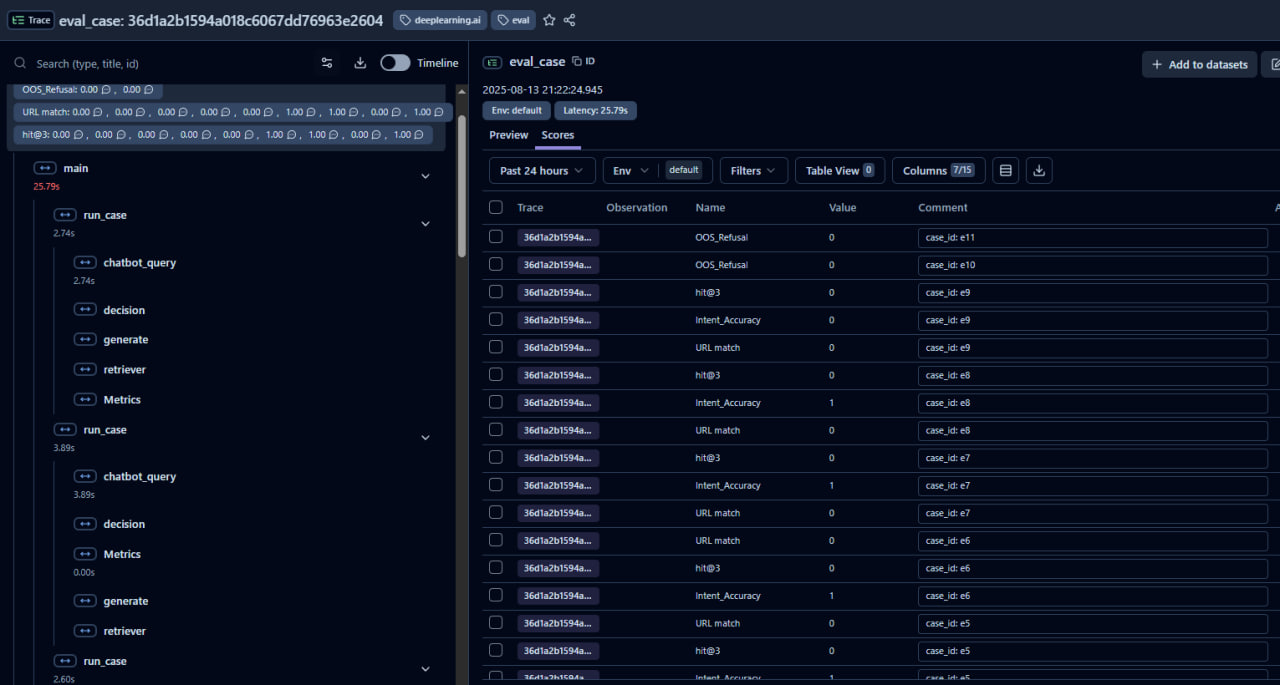 Trace eval_case: 36d1a2b1594a018c6067dd76963e2604 deeplearning.ai eval
Search (type, title, id) Timeline
OOS_Refusal: 0.00 , 0.00
URL match: 0.00 , 0.00 , 0.00 , 0.00 , 0.00 , 1.00 , 1.00 , 0.00 , 1.00
hit@3: 0.00 , 0.00 , 0.00 , 0.00 , 0.00 , 1.00 , 1.00 , 0.00 , 1.00
main
25.79s
run_case
2.74s
chatbot_query
2.74s
decision
generate
retriever
Metrics
run_case
3.89s
chatbot_query
3.89s
decision
Metrics
0.00s
generate
retriever
run_case
2.60s
eval_case ID
+ Add to datasets
2025-08-13 21:22:24.945
Env: default Latency: 25.79s
Preview Scores
Past 24 hours Env default Filters Table View 0 Columns 7/15
Trace Observation Name Value Comment A
36d1a2b1594a... OOS_Refusal 0 case_id: e11
36d1a2b1594a... OOS_Refusal 0 case_id: e10
36d1a2b1594a... hit@3 0 case_id: e9
36d1a2b1594a... Intent_Accuracy 0 case_id: e9
36d1a2b1594a... URL match 0 case_id: e9
36d1a2b1594a... hit@3 0 case_id: e8
36d1a2b1594a... Intent_Accuracy 1 case_id: e8
36d1a2b1594a... URL match 0 case_id: e8
36d1a2b1594a... hit@3 0 case_id: e7
36d1a2b1594a... Intent_Accuracy 1 case_id: e7
36d1a2b1594a... URL match 0 case_id: e7
36d1a2b1594a... URL match 0 case_id: e6
36d1a2b1594a... hit@3 0 case_id: e6
36d1a2b1594a... Intent_Accuracy 1 case_id: e6
36d1a2b1594a... URL match 0 case_id: e5
36d1a2b1594a... hit@3 0 case_id: e5
36d1a2b1594a... Intent_Accuracy 1 case_id: e5